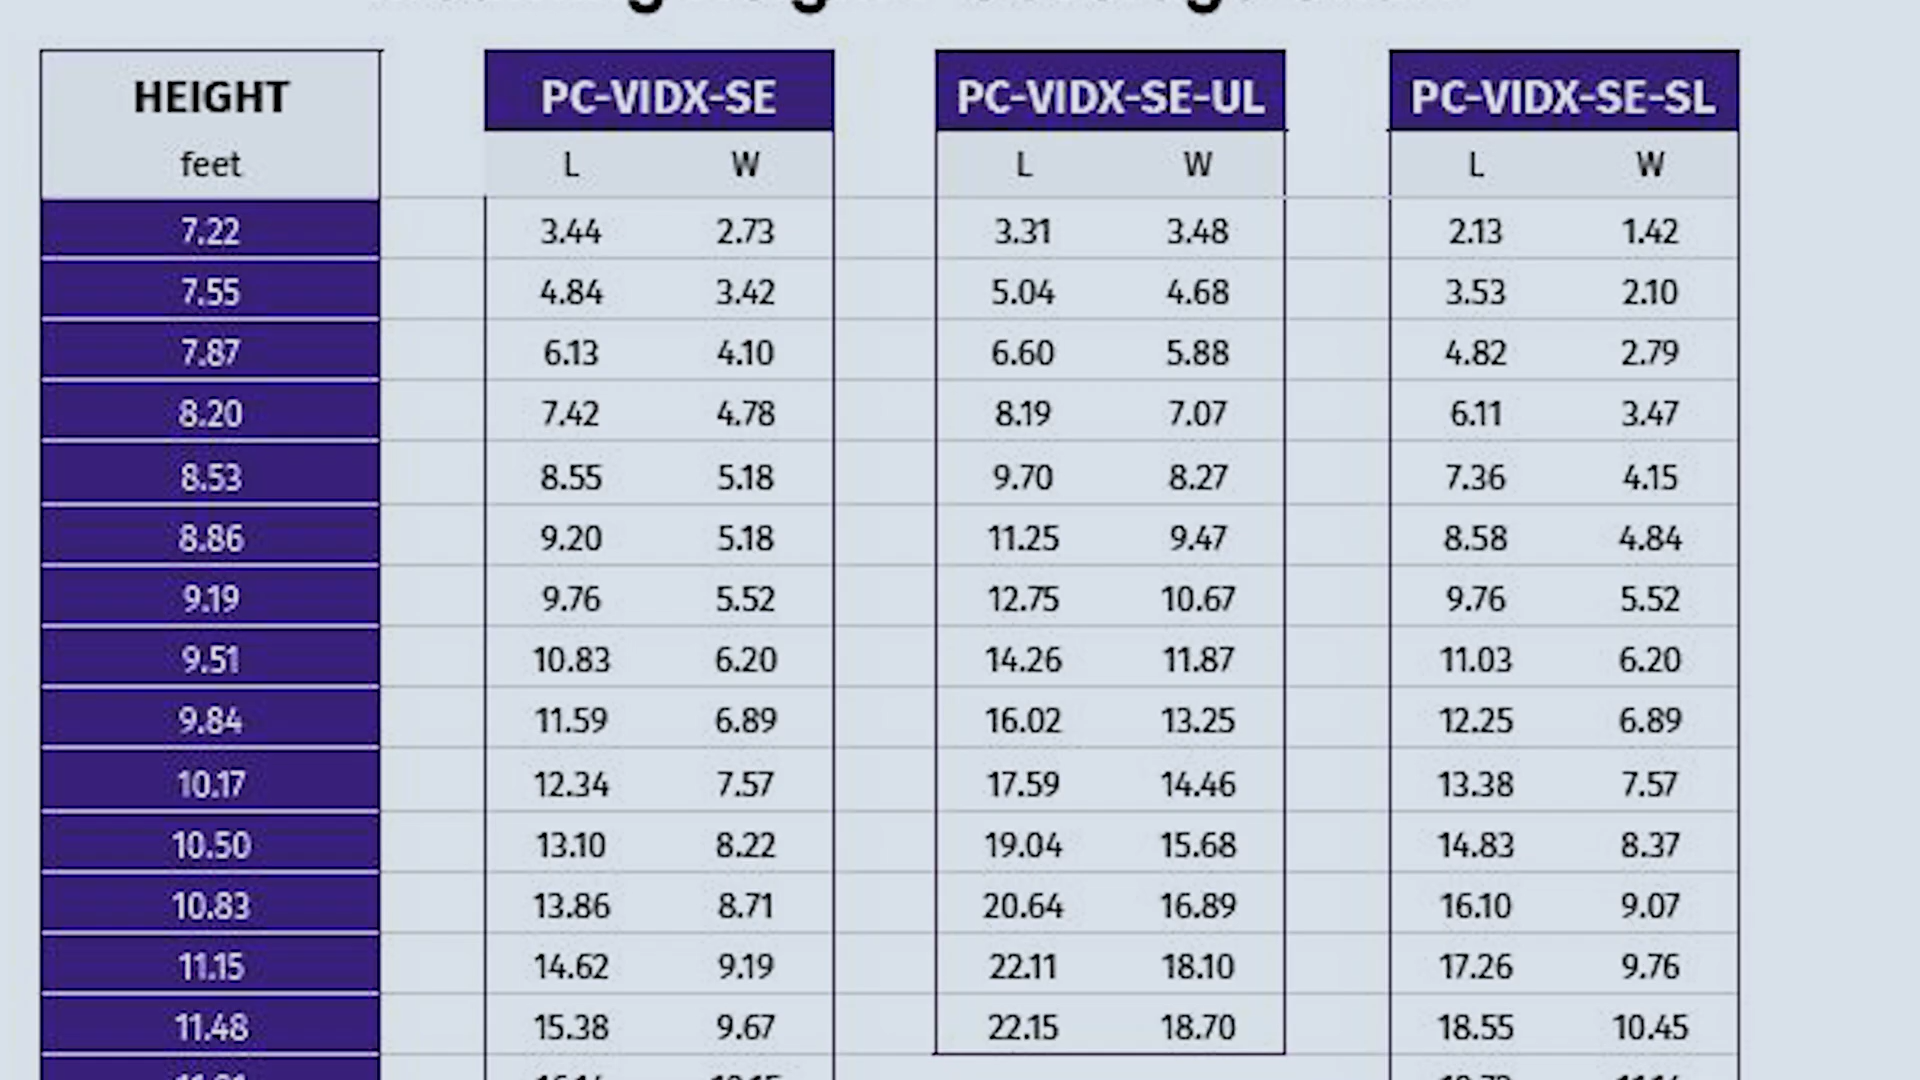 HEIGHT PC-VIDX-SE PC-VIDX-SE-UL PC-VIDX-SE-SL
feet L W L W L W
7.22 3.44 2.73 3.31 3.48 2.13 1.42
7.55 4.84 3.42 5.04 4.68 3.53 2.10
7.87 6.13 4.10 6.60 5.88 4.82 2.79
8.20 7.42 4.78 8.19 7.07 6.11 3.47
8.53 8.55 5.18 9.70 8.27 7.36 4.15
8.86 9.20 5.18 11.25 9.47 8.58 4.84
9.19 9.76 5.52 12.75 10.67 9.76 5.52
9.51 10.83 6.20 14.26 11.87 11.03 6.20
9.84 11.59 6.89 16.02 13.25 12.25 6.89
10.17 12.34 7.57 17.59 14.46 13.38 7.57
10.50 13.10 8.22 19.04 15.68 14.83 8.37
10.83 13.86 8.71 20.64 16.89 16.10 9.07
11.15 14.62 9.19 22.11 18.10 17.26 9.76
11.48 15.38 9.67 22.15 18.70 18.55 10.45